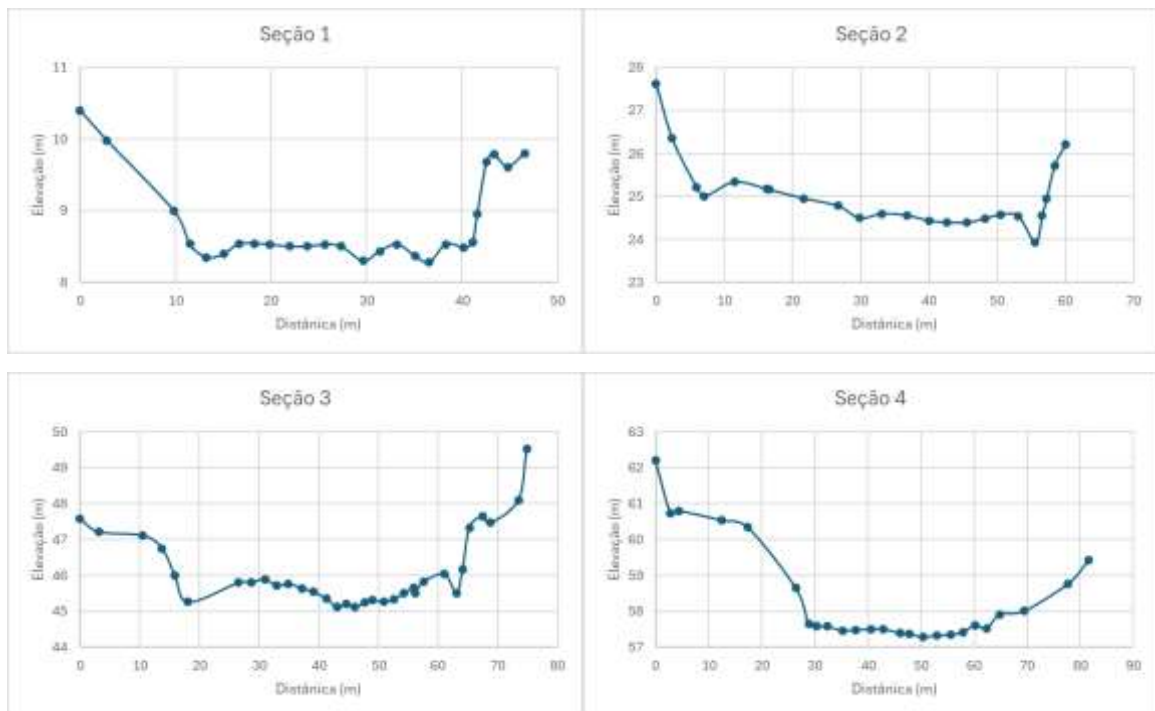 Seção 1
11
10
9
8
Elevação (m)
0 10 20 30 40 50
Distânica (m)
Seção 2
28
27
26
25
24
23
Elevação (m)
0 10 20 30 40 50 60 70
Distânica (m)
Seção 3
50
49
48
47
46
45
44
Elevação (m)
0 10 20 30 40 50 60 70 80
Distânica (m)
Seção 4
63
62
61
60
59
58
57
Elevação (m)
0 10 20 30 40 50 60 70 80 90
Distânica (m)